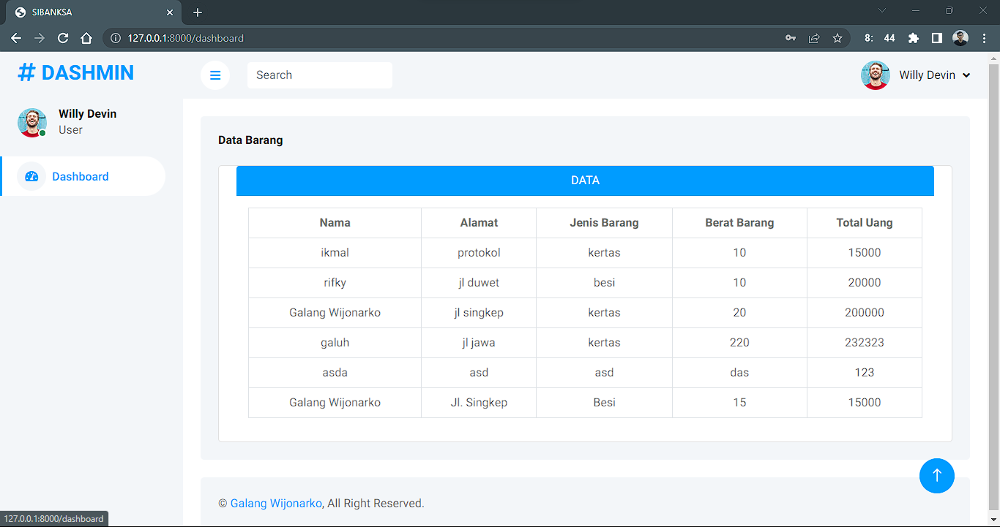 SIBANKSA
127.0.0.1:8000/dashboard
8: 44
# DASHMIN
Search
Willy Devin
Willy Devin
User
Dashboard
Data Barang
DATA
Nama Alamat Jenis Barang Berat Barang Total Uang
ikmal protokol kertas 10 15000
rifky jl duwet besi 10 20000
Galang Wijonarko jl singkep kertas 20 200000
galuh jl jawa kertas 220 232323
asda asd asd das 123
Galang Wijonarko Jl. Singkep Besi 15 15000
© Galang Wijonarko, All Right Reserved.
127.0.0.1:8000/dashboard